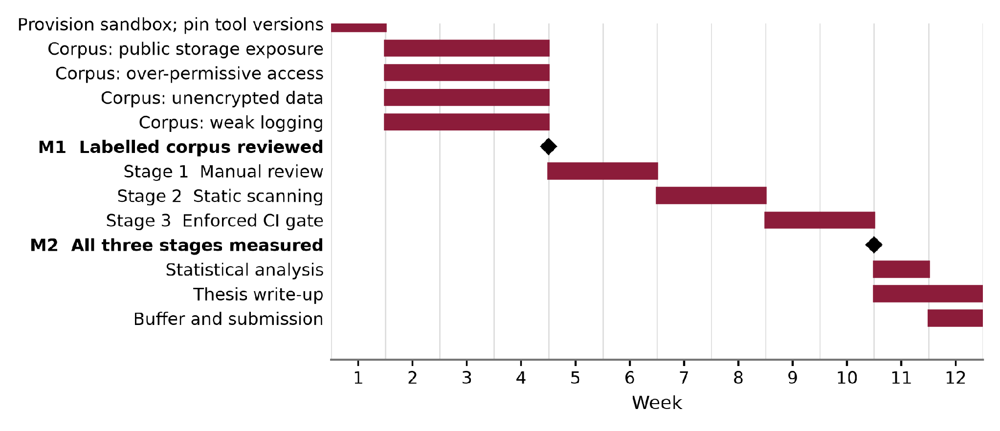 Provision sandbox; pin tool versions
Corpus: public storage exposure
Corpus: over-permissive access
Corpus: unencrypted data
Corpus: weak logging
M1 Labelled corpus reviewed
Stage 1 Manual review
Stage 2 Static scanning
Stage 3 Enforced CI gate
M2 All three stages measured
Statistical analysis
Thesis write-up
Buffer and submission
1 2 3 4 5 6 7 8 9 10 11 12
Week